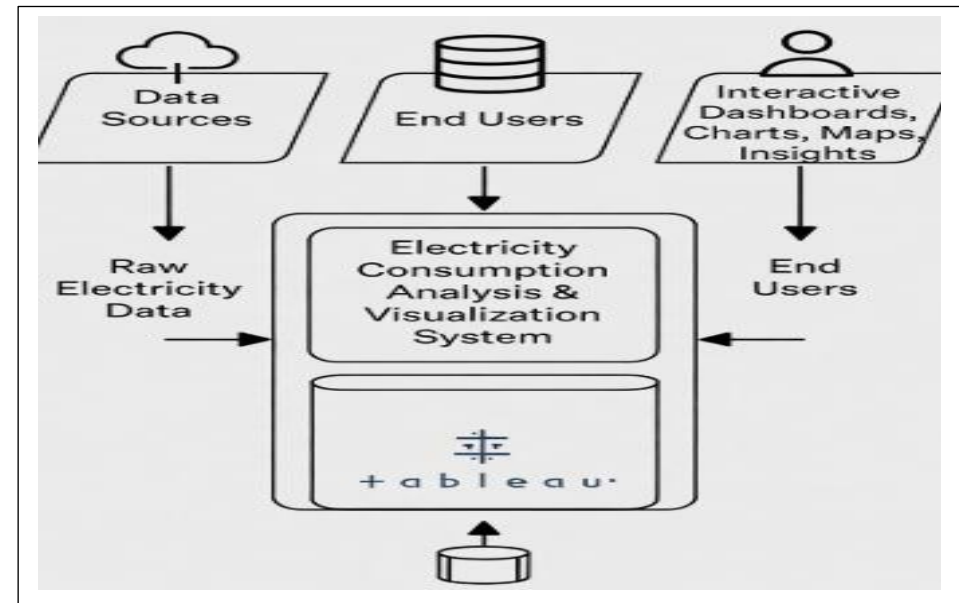 Data
Sources
End Users
Interactive
Dashboards,
Charts, Maps,
Insights
Raw
Electricity
Data
Electricity
Consumption
Analysis &
Visualization
System
End
Users
+ableau